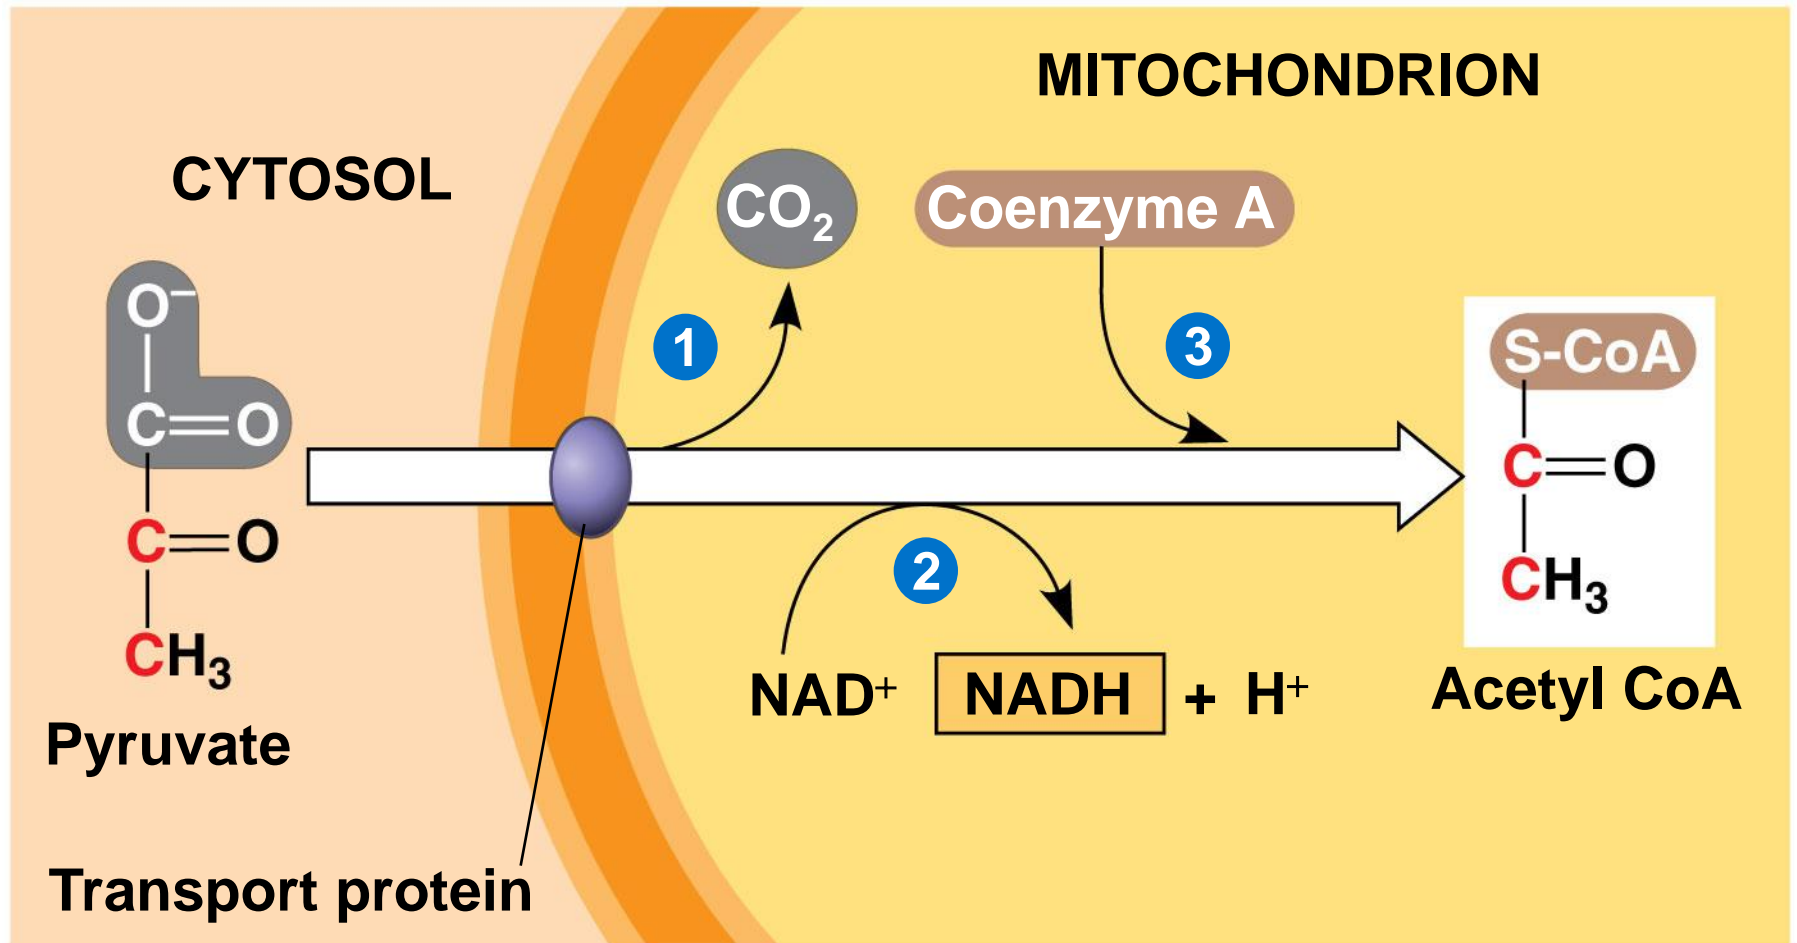 MITOCHONDRION
CYTOSOL
CO₂
Coenzyme A
O⁻
C=O
C=O
CH₃
Pyruvate
1
3
2
S-CoA
C=O
CH₃
Acetyl CoA
NAD⁺ NADH + H⁺
Transport protein